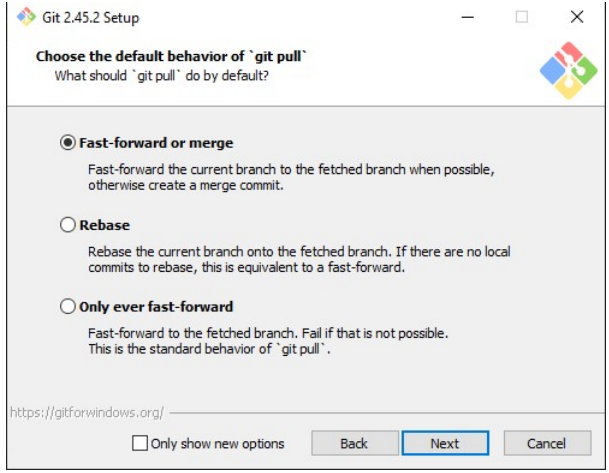 Git 2.45.2 Setup
Choose the default behavior of `git pull`
What should `git pull` do by default?
Fast-forward or merge
Fast-forward the current branch to the fetched branch when possible,
otherwise create a merge commit.
Rebase
Rebase the current branch onto the fetched branch. If there are no local
commits to rebase, this is equivalent to a fast-forward.
Only ever fast-forward
Fast-forward to the fetched branch. Fail if that is not possible.
This is the standard behavior of `git pull`.
https://gitforwindows.org/
Only show new options
Back
Next
Cancel